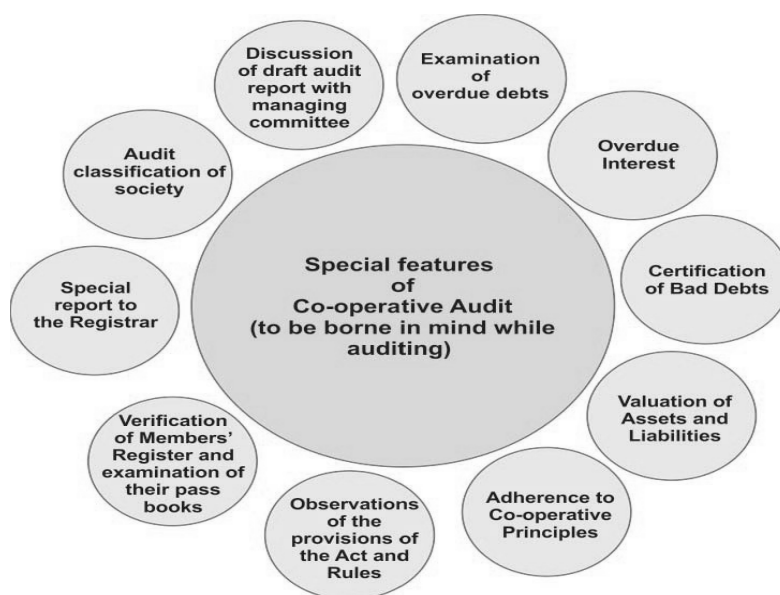 Special features
of
Co-operative Audit
(to be borne in mind while
auditing)
Examination
of
overdue debts
Overdue
Interest
Certification
of Bad Debts
Valuation of
Assets and
Liabilities
Adherence to
Co-operative
Principles
Observations
of the
provisions of
the Act and
Rules
Verification
of Members'
Register and
examination of
their pass
books
Special
report to
the Registrar
Audit
classification of
society
Discussion
of draft audit
report with
managing
committee